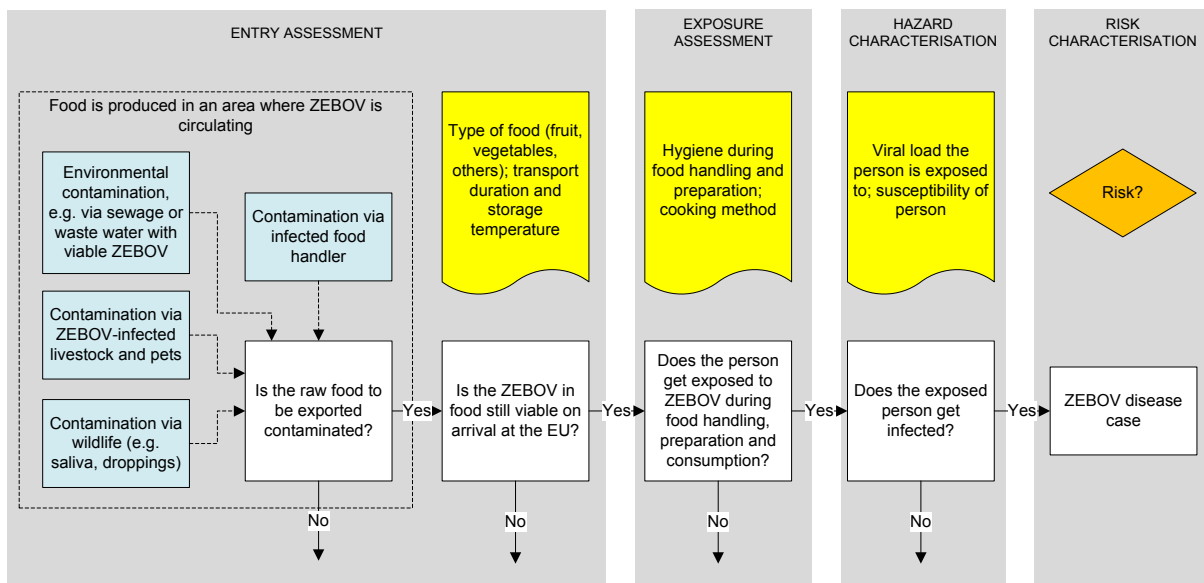 ENTRY ASSESSMENT
EXPOSURE
ASSESSMENT
HAZARD
CHARACTERISATION
RISK
CHARACTERISATION
Food is produced in an area where ZEBOV is
circulating
Environmental
contamination,
e.g. via sewage or
waste water with
viable ZEBOV
Contamination via
infected food
handler
Contamination via
ZEBOV-infected
livestock and pets
Contamination via
wildlife (e.g.
saliva, droppings)
Is the raw food to
be exported
contaminated?
Yes
No
Type of food (fruit,
vegetables,
others); transport
duration and
storage
temperature
Is the ZEBOV in
food still viable on
arrival at the EU?
Yes
No
Hygiene during
food handling and
preparation;
cooking method
Does the person
get exposed to
ZEBOV during
food handling,
preparation and
consumption?
Yes
No
Viral load the
person is exposed
to; susceptibility of
person
Does the exposed
person get
infected?
Yes
No
Risk?
ZEBOV disease
case